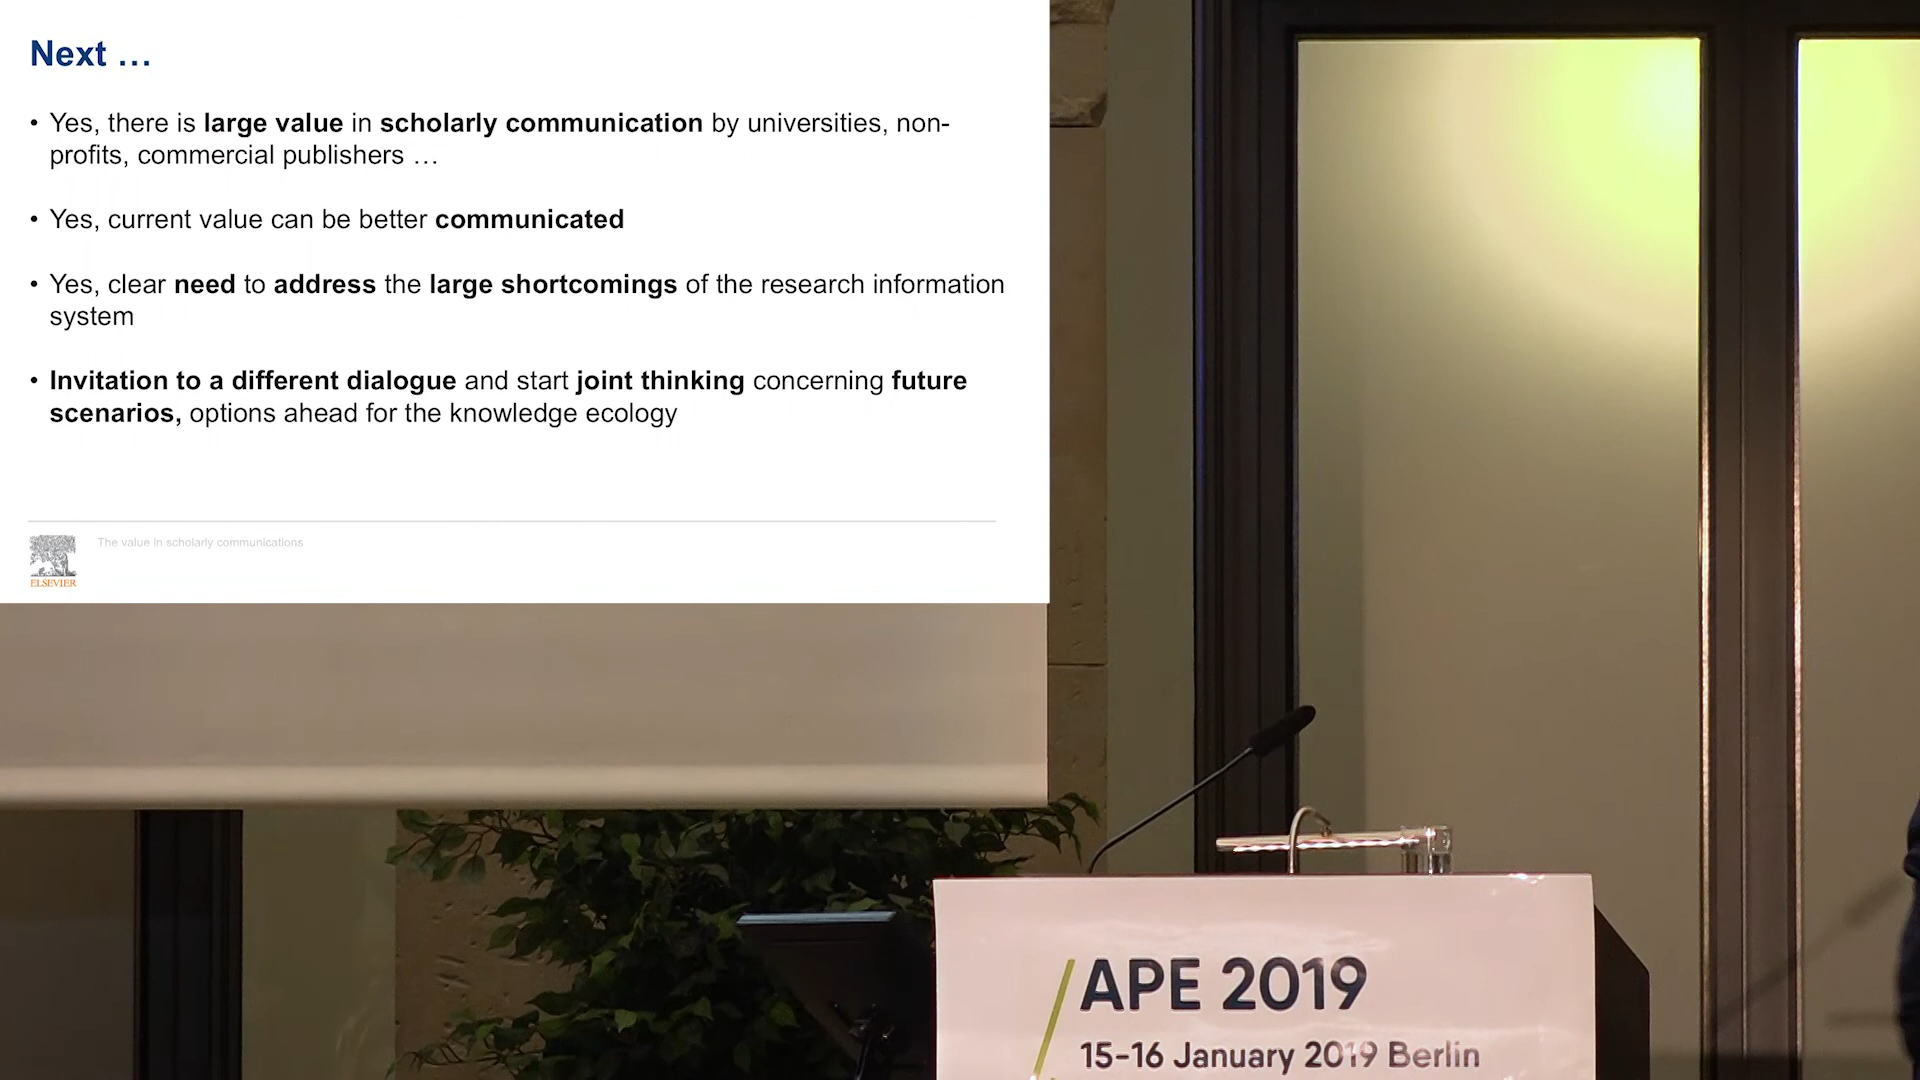 Next …
• Yes, there is large value in scholarly communication by universities, non-
profits, commercial publishers …
• Yes, current value can be better communicated
• Yes, clear need to address the large shortcomings of the research information
system
• Invitation to a different dialogue and start joint thinking concerning future
scenarios, options ahead for the knowledge ecology
The value in scholarly communications
ELSEVIER
APE 2019
15-16 January 2019 Berlin